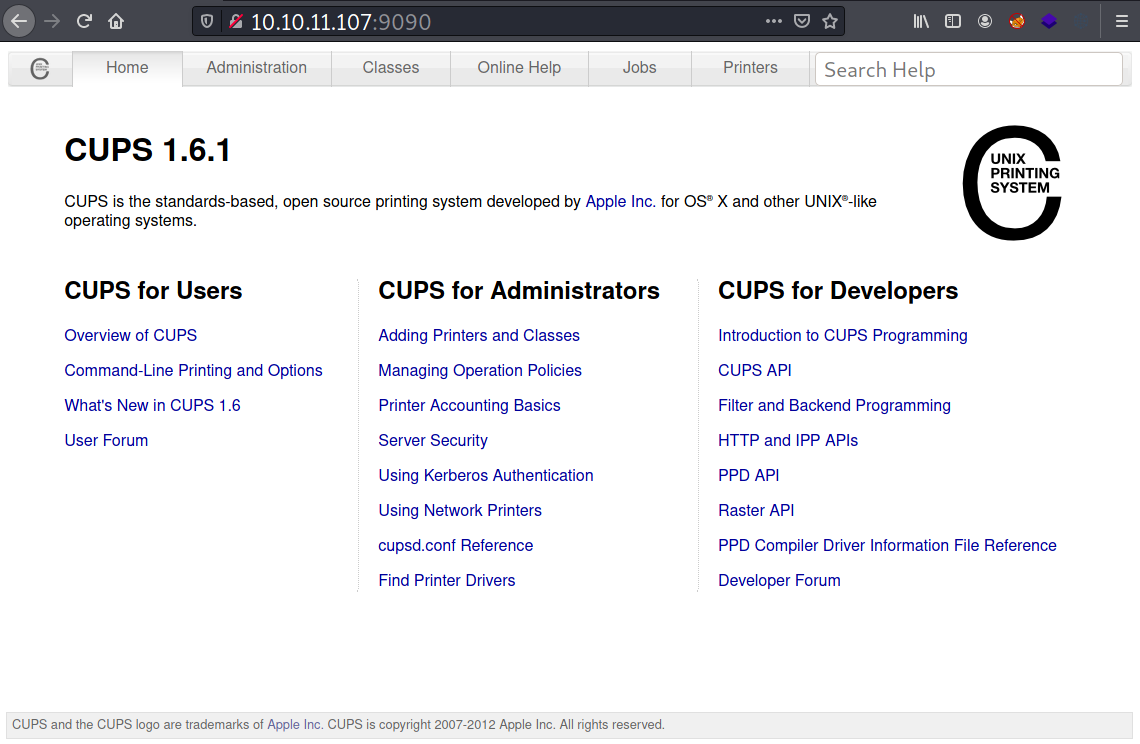 10.10.11.107:9090
Home Administration Classes Online Help Jobs Printers Search Help
CUPS 1.6.1
UNIX
PRINTING
SYSTEM
CUPS is the standards-based, open source printing system developed by Apple Inc. for OS® X and other UNIX®-like
operating systems.
CUPS for Users
Overview of CUPS
Command-Line Printing and Options
What's New in CUPS 1.6
User Forum
CUPS for Administrators
Adding Printers and Classes
Managing Operation Policies
Printer Accounting Basics
Server Security
Using Kerberos Authentication
Using Network Printers
cupsd.conf Reference
Find Printer Drivers
CUPS for Developers
Introduction to CUPS Programming
CUPS API
Filter and Backend Programming
HTTP and IPP APIs
PPD API
Raster API
PPD Compiler Driver Information File Reference
Developer Forum
CUPS and the CUPS logo are trademarks of Apple Inc. CUPS is copyright 2007-2012 Apple Inc. All rights reserved.